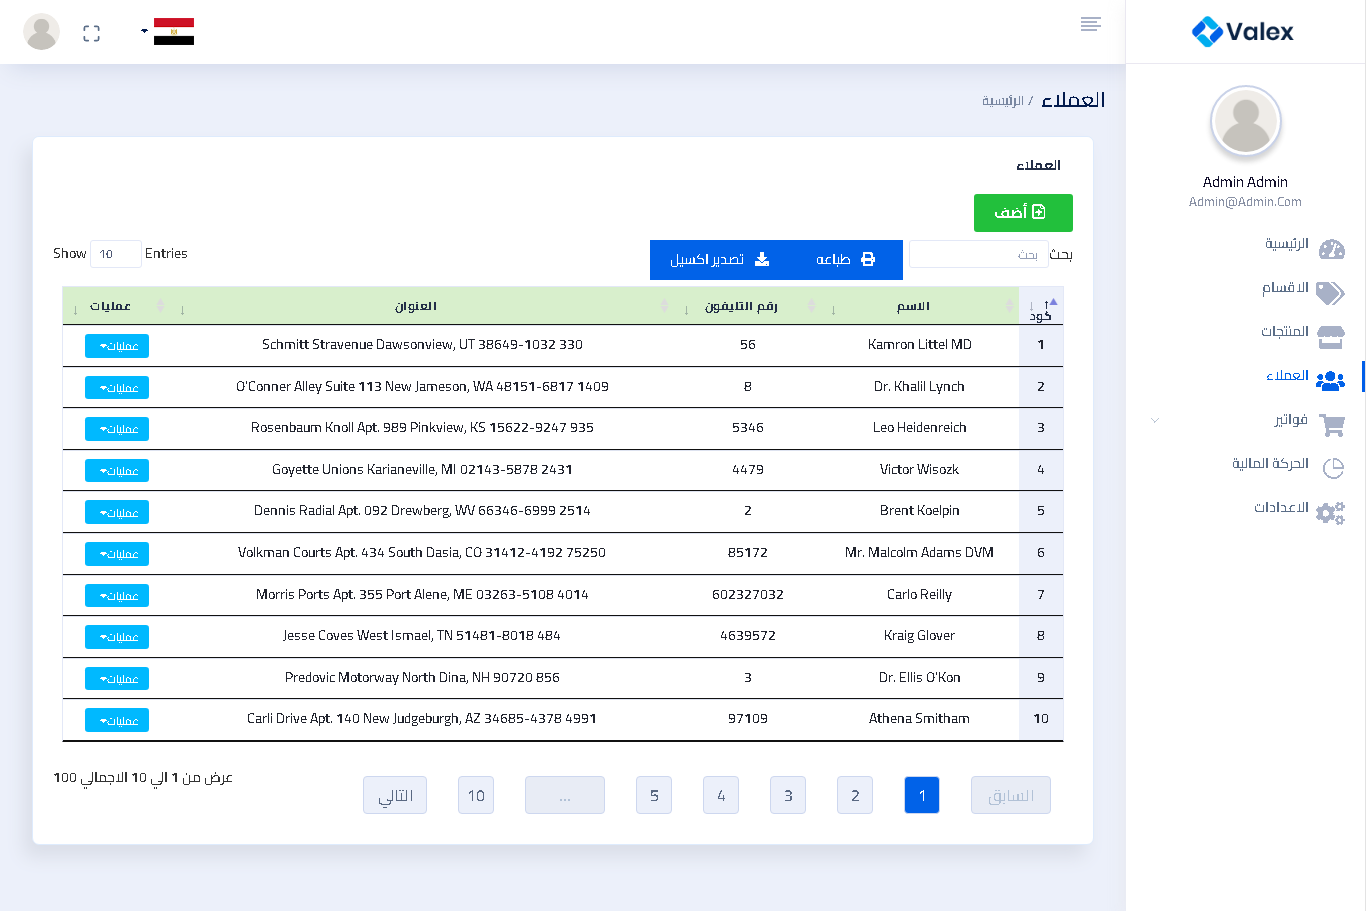 Valex
Admin Admin
Admin@Admin.Com
الرئيسية
الاقسام
المنتجات
العملاء
فواتير
الحركة المالية
الاعدادات
العملاء / الرئيسية
العملاء
أضف
بحث بحث
طباعه تصدير اكسيل
Show 10 Entries
كود الاسم رقم التليفون العنوان عمليات
1 Kamron Littel MD 56 Schmitt Stravenue Dawsonview, UT 38649-1032 330 عمليات
2 Dr. Khalil Lynch 8 O'Conner Alley Suite 113 New Jameson, WA 48151-6817 1409 عمليات
3 Leo Heidenreich 5346 Rosenbaum Knoll Apt. 989 Pinkview, KS 15622-9247 935 عمليات
4 Victor Wisozk 4479 Goyette Unions Karianeville, MI 02143-5878 2431 عمليات
5 Brent Koelpin 2 Dennis Radial Apt. 092 Drewberg, WV 66346-6999 2514 عمليات
6 Mr. Malcolm Adams DVM 85172 Volkman Courts Apt. 434 South Dasia, CO 31412-4192 75250 عمليات
7 Carlo Reilly 602327032 Morris Ports Apt. 355 Port Alene, ME 03263-5108 4014 عمليات
8 Kraig Glover 4639572 Jesse Coves West Ismael, TN 51481-8018 484 عمليات
9 Dr. Ellis O'Kon 3 Predovic Motorway North Dina, NH 90720 856 عمليات
10 Athena Smitham 97109 Carli Drive Apt. 140 New Judgeburgh, AZ 34685-4378 4991 عمليات
السابق 1 2 3 4 5 ... 10 التالي
عرض من 1 الي 10 الاجمالي 100